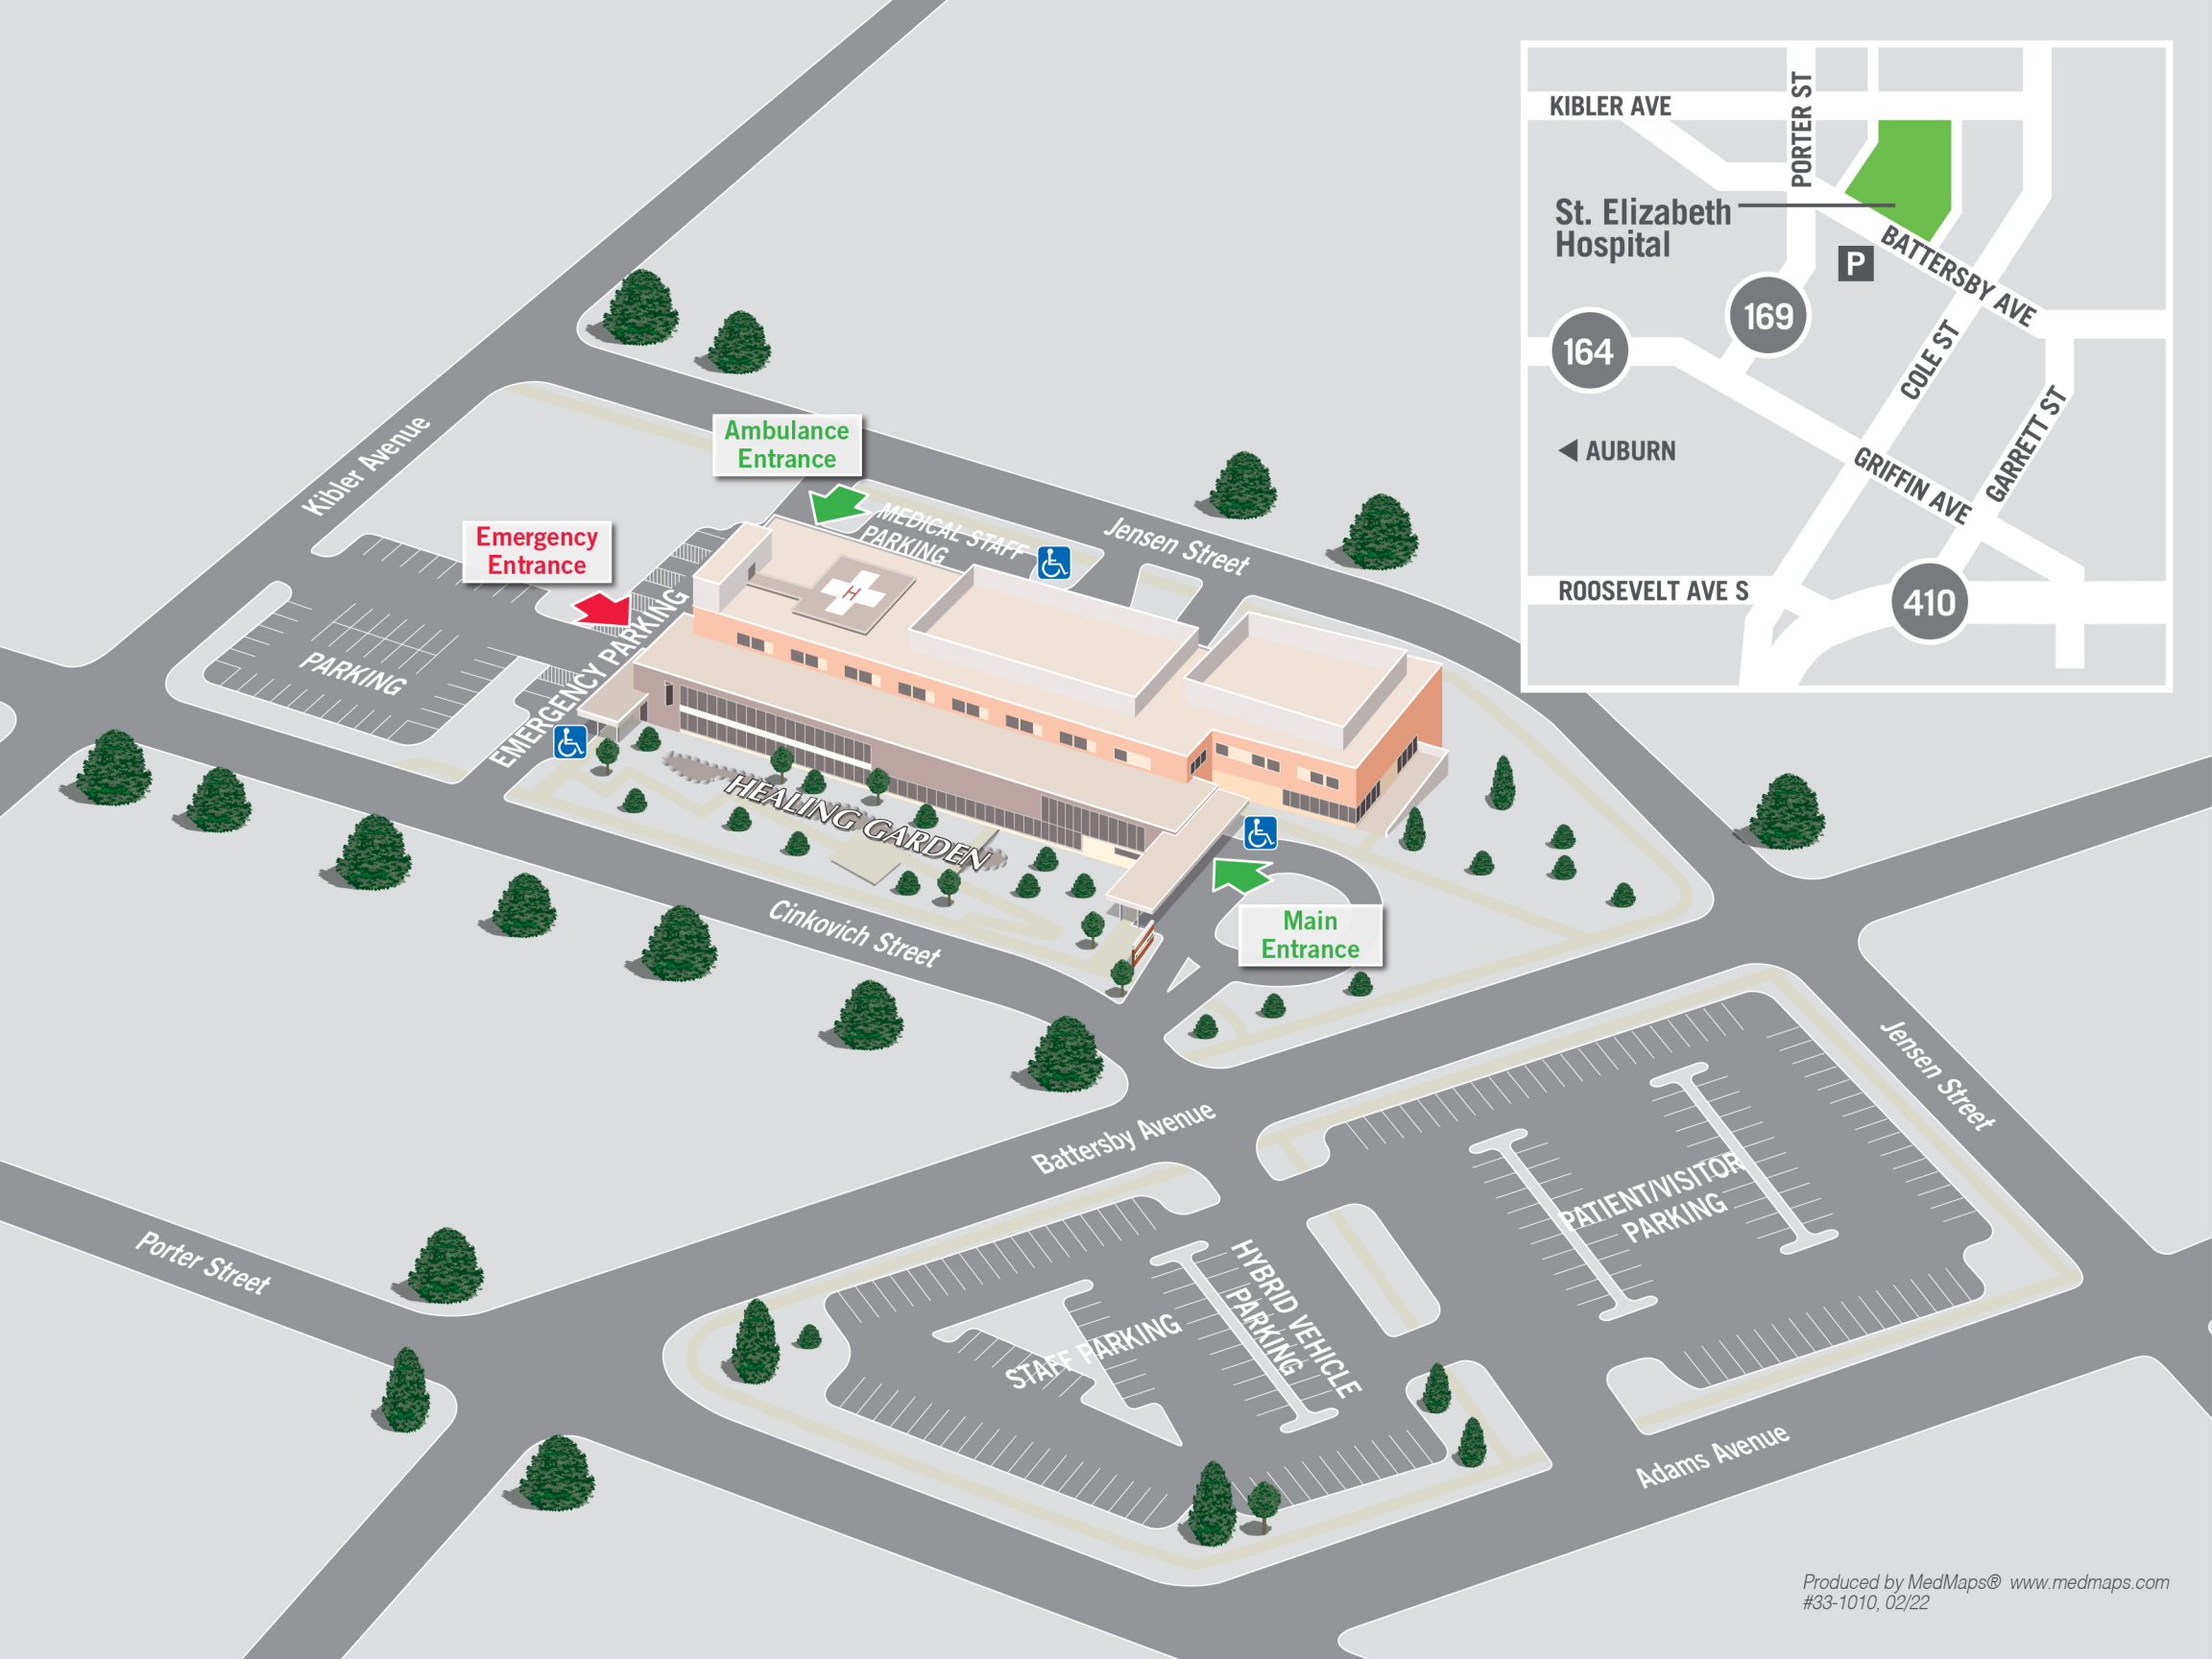 KIBLER AVE
PORTER ST
St. Elizabeth
Hospital
BATTERSBY AVE
P
169
164
COLE ST
AUBURN
GARRETT ST
GRIFFIN AVE
ROOSEVELT AVE S
410
Kibler Avenue
Ambulance
Entrance
MEDICAL STAFF
PARKING
Jensen Street
Emergency
Entrance
H
PARKING
EMERGENCY PARKING
HEALING GARDEN
Cinkovich Street
Main
Entrance
Jensen Street
Battersby Avenue
PATIENT/VISITOR
PARKING
Porter Street
HYBRID VEHICLE
PARKING
STAFF PARKING
Adams Avenue
Produced by MedMaps® www.medmaps.com
#33-1010, 02/22